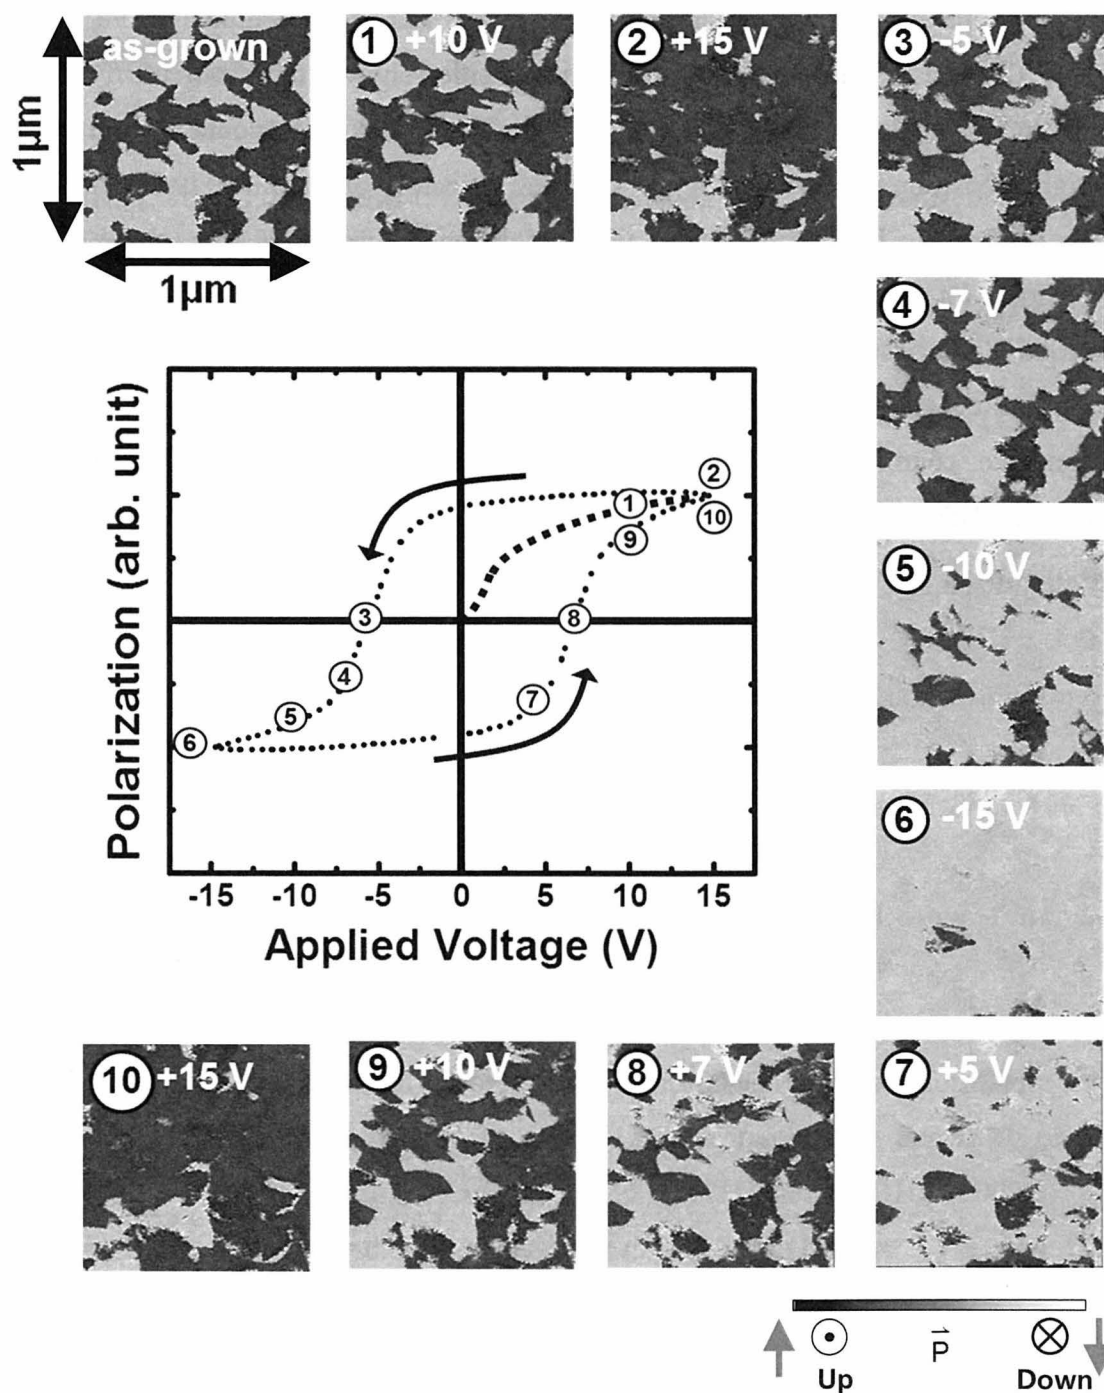 as-grown
1 +10 V
2 +15 V
3 -5 V
1µm
1µm
4 -7 V
5 -10 V
6 -15 V
Polarization (arb. unit)
2
1
10
9
3
8
4
7
5
6
-15 -10 -5 0 5 10 15
Applied Voltage (V)
10 +15 V
9 +10 V
8 +7 V
7 +5 V
P
Up
Down